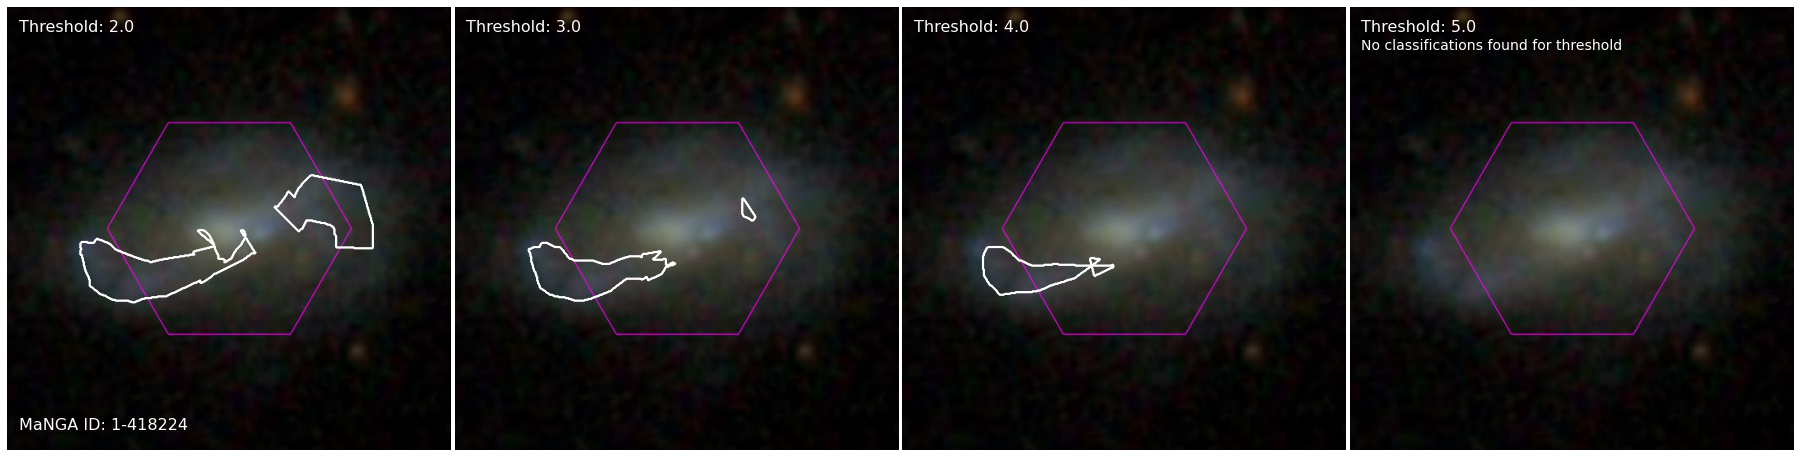 Threshold: 2.0
MaNGA ID: 1-418224
Threshold: 3.0
Threshold: 4.0
Threshold: 5.0
No classifications found for threshold